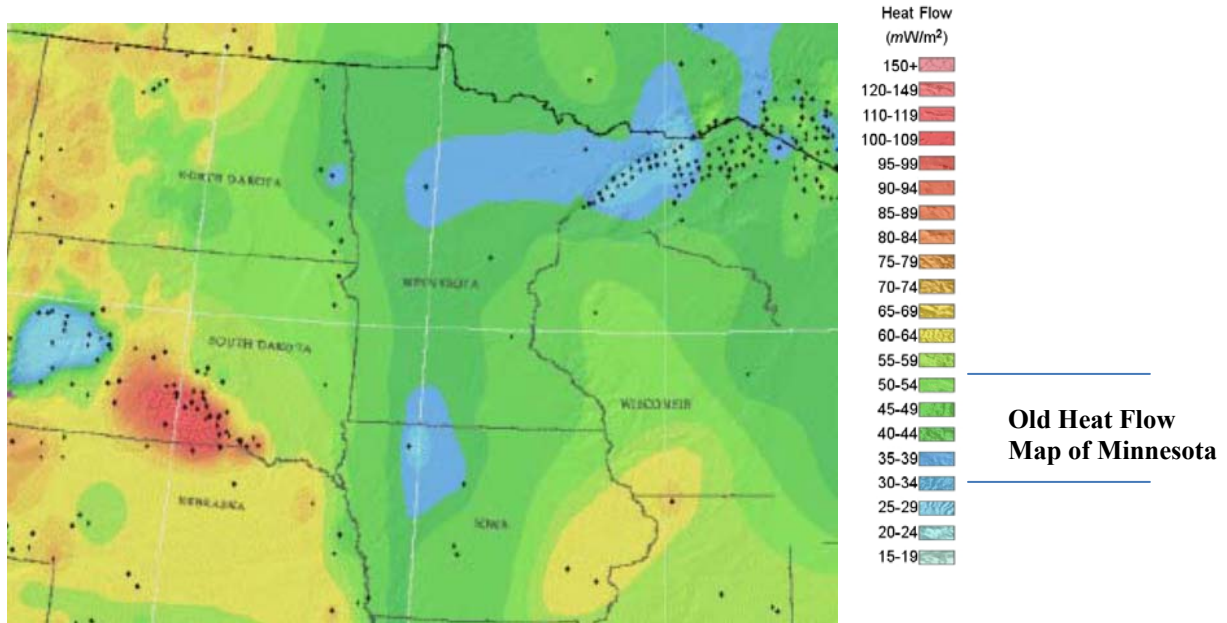 Heat Flow
(mW/m²)
150+
120-149
110-119
100-109
95-99
90-94
85-89
80-84
75-79
70-74
65-69
60-64
55-59
50-54
45-49
40-44
35-39
30-34
25-29
20-24
15-19
Old Heat Flow
Map of Minnesota
NORTH DAKOTA
MINNESOTA
SOUTH DAKOTA
WISCONSIN
NEBRASKA
IOWA